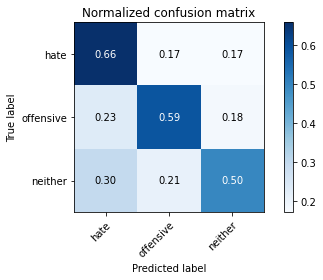 Normalized confusion matrix
True label
hate 0.66 0.17 0.17
offensive 0.23 0.59 0.18
neither 0.30 0.21 0.50
hate offensive neither
Predicted label
0.6
0.5
0.4
0.3
0.2